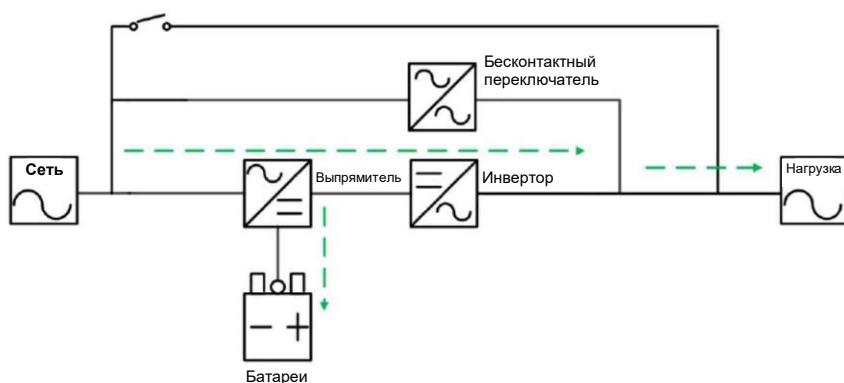 Бесконтактный
переключатель
Сеть
Выпрямитель
Инвертор
Нагрузка
Батареи